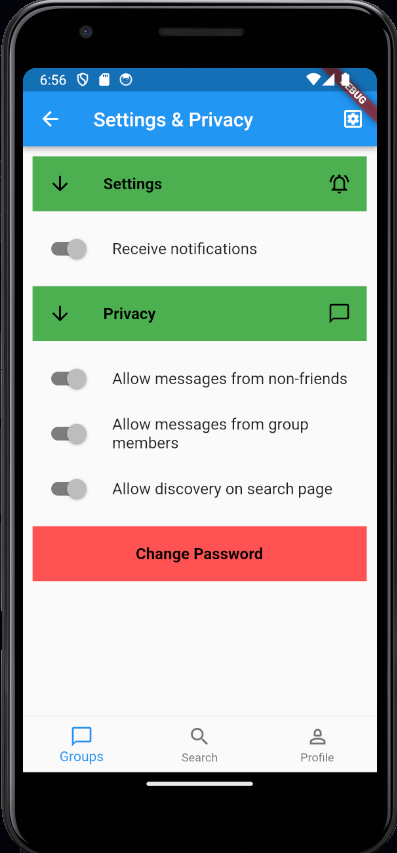 6:56
DEBUG
Settings & Privacy
Settings
Receive notifications
Privacy
Allow messages from non-friends
Allow messages from group
members
Allow discovery on search page
Change Password
Groups
Search
Profile